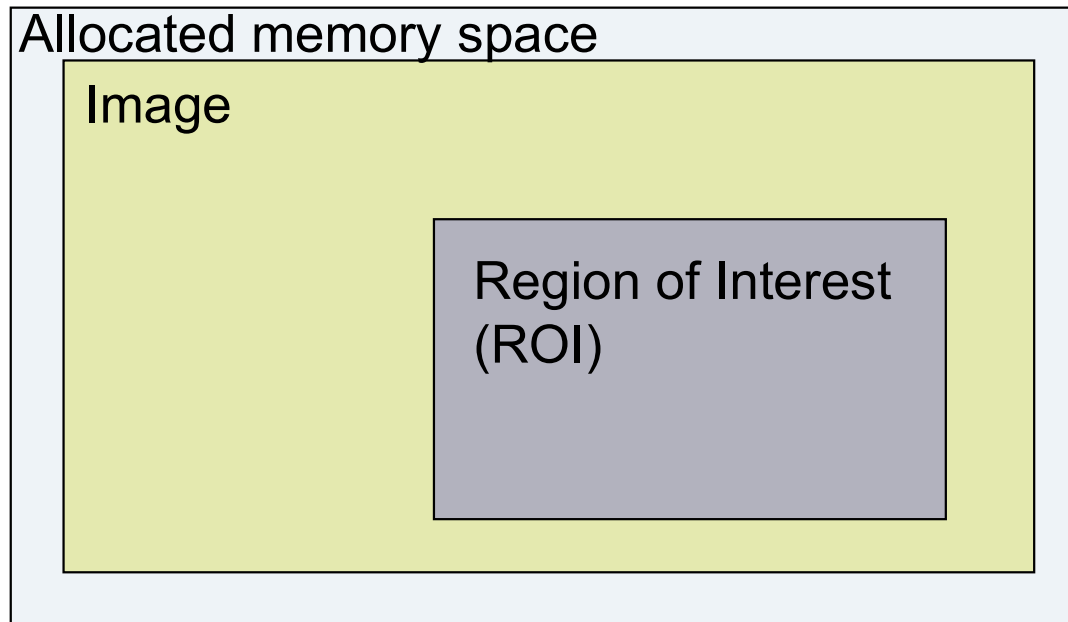 Allocated memory space
Image
Region of Interest
(ROI)